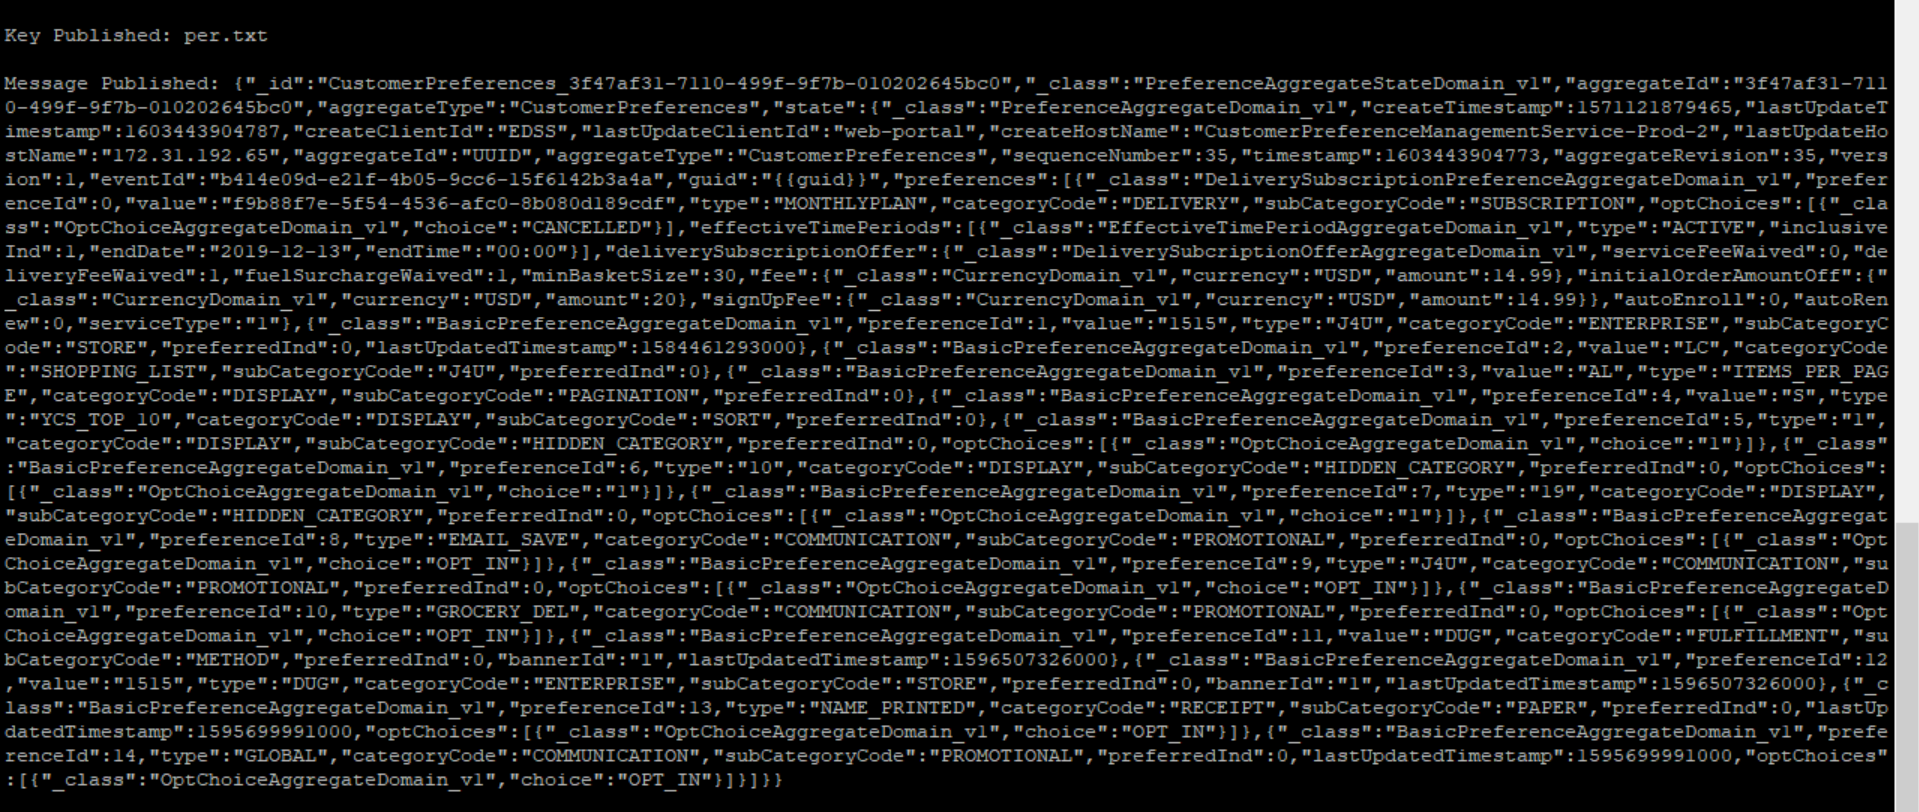 Key Published: per.txt
Message Published: {"_id":"CustomerPreferences_3f47af31-7110-499f-9f7b-010202645bc0","_class":"PreferenceAggregateStateDomain_v1","aggregateId":"3f47af31-711
0-499f-9f7b-010202645bc0","aggregateType":"CustomerPreferences","state":{"_class":"PreferenceAggregateDomain_v1","createTimestamp":1571121879465,"lastUpdateT
imestamp":1603443904787,"createClientId":"EDSS","lastUpdateClientId":"web-portal","createHostName":"CustomerPreferenceManagementService-Prod-2","lastUpdateHo
stName":"172.31.192.65","aggregateId":"UUID","aggregateType":"CustomerPreferences","sequenceNumber":35,"timestamp":1603443904773,"aggregateRevision":35,"vers
ion":1,"eventId":"b414e09d-e21f-4b05-9cc6-15f6142b3a4a","guid":"{{guid}}","preferences":[{"_class":"DeliverySubscriptionPreferenceAggregateDomain_v1","prefer
enceId":0,"value":"f9b88f7e-5f54-4536-afc0-8b080d189cdf","type":"MONTHLYPLAN","categoryCode":"DELIVERY","subCategoryCode":"SUBSCRIPTION","optChoices":[{"_cla
ss":"OptChoiceAggregateDomain_v1","choice":"CANCELLED"}],"effectiveTimePeriods":[{"_class":"EffectiveTimePeriodAggregateDomain_v1","type":"ACTIVE","inclusive
Ind":1,"endDate":"2019-12-13","endTime":"00:00"}],"deliverySubscriptionOffer":{"_class":"DeliverySubcriptionOfferAggregateDomain_v1","serviceFeeWaived":0,"de
liveryFeeWaived":1,"fuelSurchargeWaived":1,"minBasketSize":30,"fee":{"_class":"CurrencyDomain_v1","currency":"USD","amount":14.99},"initialOrderAmountOff":{"
_class":"CurrencyDomain_v1","currency":"USD","amount":20},"signUpFee":{"_class":"CurrencyDomain_v1","currency":"USD","amount":14.99}},"autoEnroll":0,"autoRen
ew":0,"serviceType":"1"},{"_class":"BasicPreferenceAggregateDomain_v1","preferenceId":1,"value":"1515","type":"J4U","categoryCode":"ENTERPRISE","subCategoryC
ode":"STORE","preferredInd":0,"lastUpdatedTimestamp":1584461293000},{"_class":"BasicPreferenceAggregateDomain_v1","preferenceId":2,"value":"LC","categoryCode
":"SHOPPING_LIST","subCategoryCode":"J4U","preferredInd":0},{"_class":"BasicPreferenceAggregateDomain_v1","preferenceId":3,"value":"AL","type":"ITEMS_PER_PAG
E","categoryCode":"DISPLAY","subCategoryCode":"PAGINATION","preferredInd":0},{"_class":"BasicPreferenceAggregateDomain_v1","preferenceId":4,"value":"S","type
":"YCS_TOP_10","categoryCode":"DISPLAY","subCategoryCode":"SORT","preferredInd":0},{"_class":"BasicPreferenceAggregateDomain_v1","preferenceId":5,"type":"1",
"categoryCode":"DISPLAY","subCategoryCode":"HIDDEN_CATEGORY","preferredInd":0,"optChoices":[{"_class":"OptChoiceAggregateDomain_v1","choice":"1"}]},{"_class"
:"BasicPreferenceAggregateDomain_v1","preferenceId":6,"type":"10","categoryCode":"DISPLAY","subCategoryCode":"HIDDEN_CATEGORY","preferredInd":0,"optChoices":
[{"_class":"OptChoiceAggregateDomain_v1","choice":"1"}]},{"_class":"BasicPreferenceAggregateDomain_v1","preferenceId":7,"type":"19","categoryCode":"DISPLAY",
"subCategoryCode":"HIDDEN_CATEGORY","preferredInd":0,"optChoices":[{"_class":"OptChoiceAggregateDomain_v1","choice":"1"}]},{"_class":"BasicPreferenceAggregat
eDomain_v1","preferenceId":8,"type":"EMAIL_SAVE","categoryCode":"COMMUNICATION","subCategoryCode":"PROMOTIONAL","preferredInd":0,"optChoices":[{"_class":"Opt
ChoiceAggregateDomain_v1","choice":"OPT_IN"}]},{"_class":"BasicPreferenceAggregateDomain_v1","preferenceId":9,"type":"J4U","categoryCode":"COMMUNICATION","su
bCategoryCode":"PROMOTIONAL","preferredInd":0,"optChoices":[{"_class":"OptChoiceAggregateDomain_v1","choice":"OPT_IN"}]},{"_class":"BasicPreferenceAggregateD
omain_v1","preferenceId":10,"type":"GROCERY_DEL","categoryCode":"COMMUNICATION","subCategoryCode":"PROMOTIONAL","preferredInd":0,"optChoices":[{"_class":"Opt
ChoiceAggregateDomain_v1","choice":"OPT_IN"}]},{"_class":"BasicPreferenceAggregateDomain_v1","preferenceId":11,"value":"DUG","categoryCode":"FULFILLMENT","su
bCategoryCode":"METHOD","preferredInd":0,"bannerId":"1","lastUpdatedTimestamp":1596507326000},{"_class":"BasicPreferenceAggregateDomain_v1","preferenceId":12
,"value":"1515","type":"DUG","categoryCode":"ENTERPRISE","subCategoryCode":"STORE","preferredInd":0,"bannerId":"1","lastUpdatedTimestamp":1596507326000},{"_c
lass":"BasicPreferenceAggregateDomain_v1","preferenceId":13,"type":"NAME_PRINTED","categoryCode":"RECEIPT","subCategoryCode":"PAPER","preferredInd":0,"lastUp
datedTimestamp":1595699991000,"optChoices":[{"_class":"OptChoiceAggregateDomain_v1","choice":"OPT_IN"}]},{"_class":"BasicPreferenceAggregateDomain_v1","prefe
renceId":14,"type":"GLOBAL","categoryCode":"COMMUNICATION","subCategoryCode":"PROMOTIONAL","preferredInd":0,"lastUpdatedTimestamp":1595699991000,"optChoices"
:[{"_class":"OptChoiceAggregateDomain_v1","choice":"OPT_IN"}]}]}}